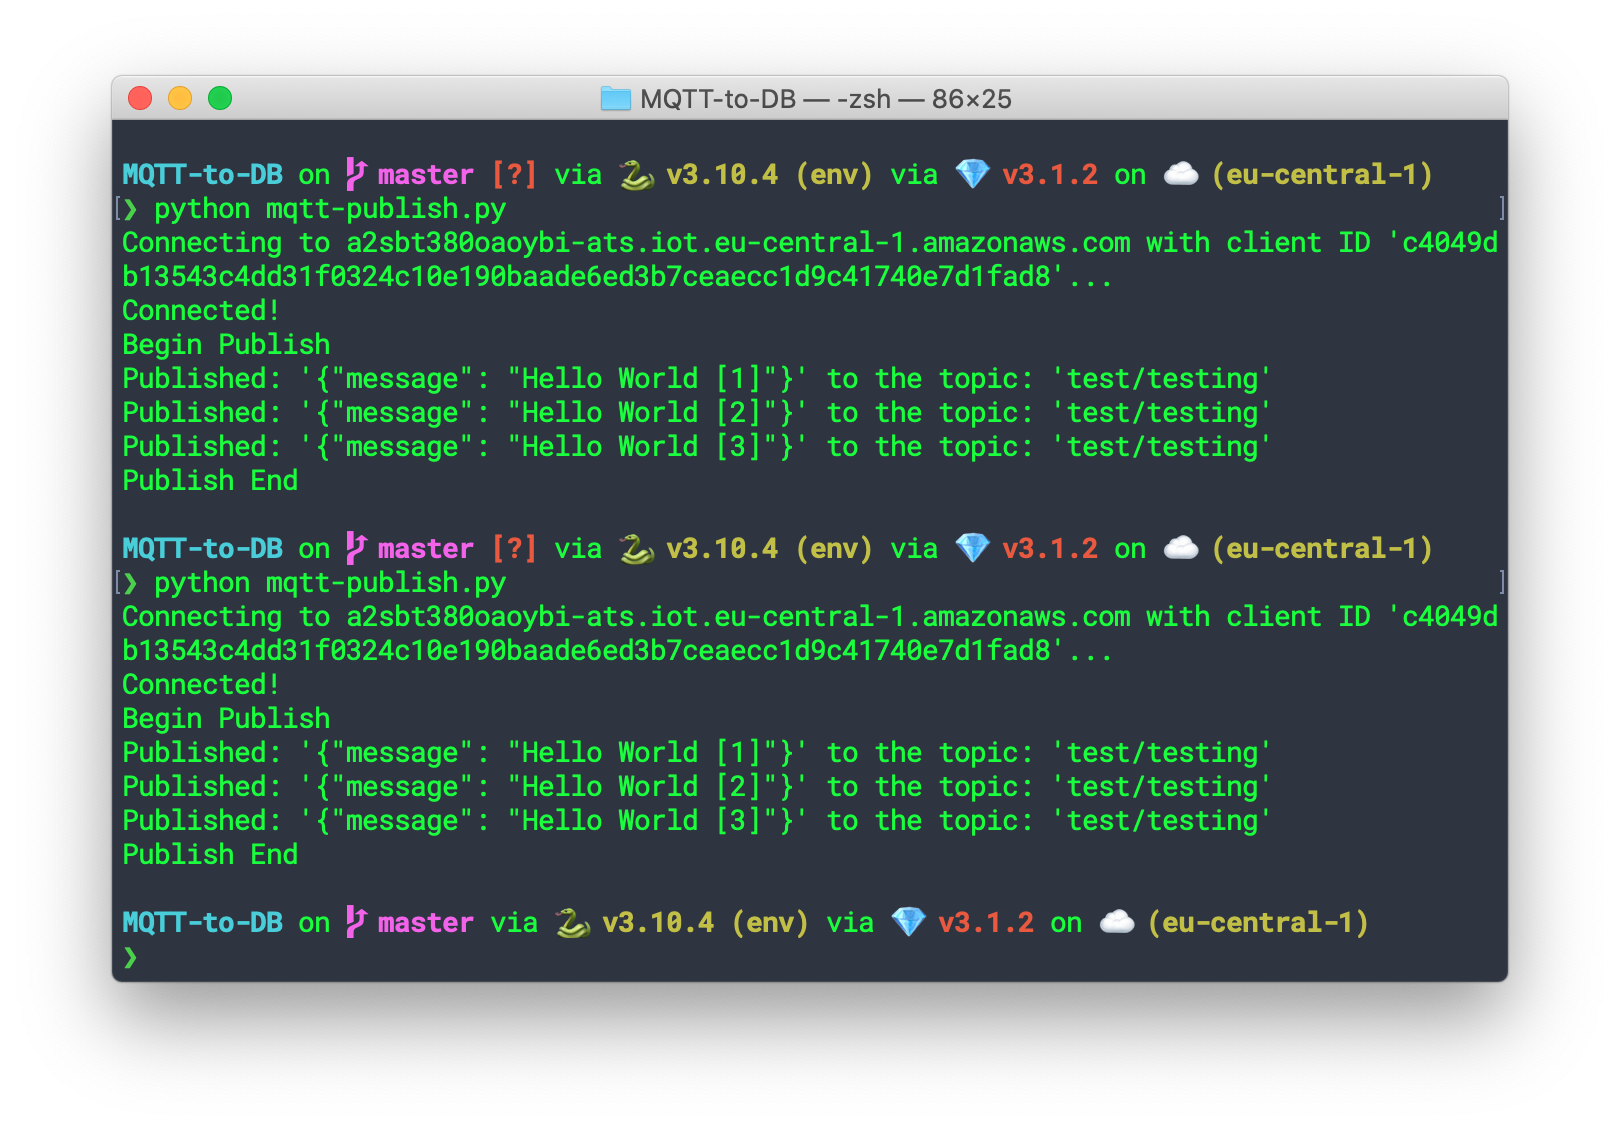 MQTT-to-DB — -zsh — 86×25
MQTT-to-DB on master [?] via 🐍 v3.10.4 (env) via 💎 v3.1.2 on ☁️ (eu-central-1)
[❯ python mqtt-publish.py ]
Connecting to a2sbt380oaoybi-ats.iot.eu-central-1.amazonaws.com with client ID 'c4049d
b13543c4dd31f0324c10e190baade6ed3b7ceaecc1d9c41740e7d1fad8'...
Connected!
Begin Publish
Published: '{"message": "Hello World [1]"}' to the topic: 'test/testing'
Published: '{"message": "Hello World [2]"}' to the topic: 'test/testing'
Published: '{"message": "Hello World [3]"}' to the topic: 'test/testing'
Publish End
MQTT-to-DB on master [?] via 🐍 v3.10.4 (env) via 💎 v3.1.2 on ☁️ (eu-central-1)
[❯ python mqtt-publish.py ]
Connecting to a2sbt380oaoybi-ats.iot.eu-central-1.amazonaws.com with client ID 'c4049d
b13543c4dd31f0324c10e190baade6ed3b7ceaecc1d9c41740e7d1fad8'...
Connected!
Begin Publish
Published: '{"message": "Hello World [1]"}' to the topic: 'test/testing'
Published: '{"message": "Hello World [2]"}' to the topic: 'test/testing'
Published: '{"message": "Hello World [3]"}' to the topic: 'test/testing'
Publish End
MQTT-to-DB on master via 🐍 v3.10.4 (env) via 💎 v3.1.2 on ☁️ (eu-central-1)
❯